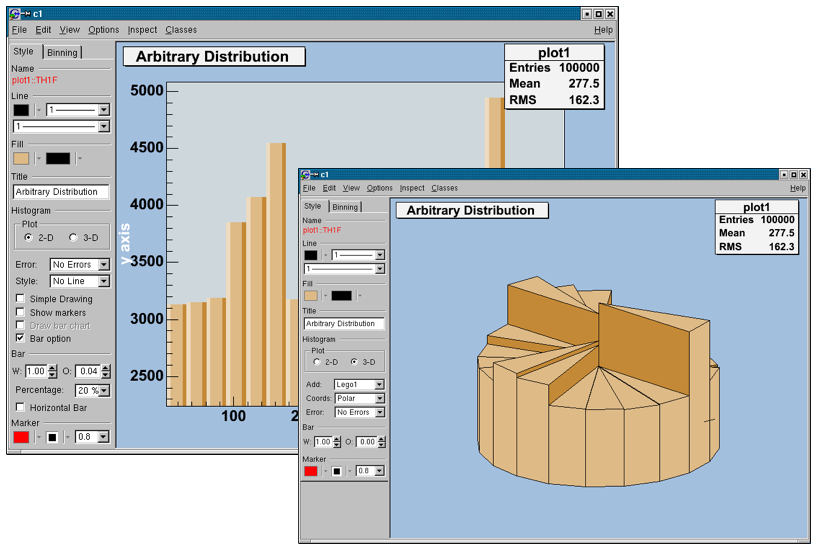 c1
File Edit View Options Inspect Classes Help
Style Binning
Name
plot1::TH1F
Line
1
1
Fill
Title
Arbitrary Distribution
Histogram
Plot
2-D 3-D
Error: No Errors
Style: No Line
Simple Drawing
Show markers
Draw bar chart
Bar option
Bar
W: 1.00 O: 0.04
Percentage: 20 %
Horizontal Bar
Marker
0.8
Arbitrary Distribution
plot1
Entries 100000
Mean 277.5
RMS 162.3
5000
4500
4000
3500
3000
2500
y axis
100
2
c1
File Edit View Options Inspect Classes Help
Style Binning
Name
plot1::TH1F
Line
1
1
Fill
Title
Arbitrary Distribution
Histogram
Plot
2-D 3-D
Add: Lego1
Coords: Polar
Error: No Errors
Bar
W: 1.00 O: 0.00
Marker
0.8
Arbitrary Distribution
plot1
Entries 100000
Mean 277.5
RMS 162.3